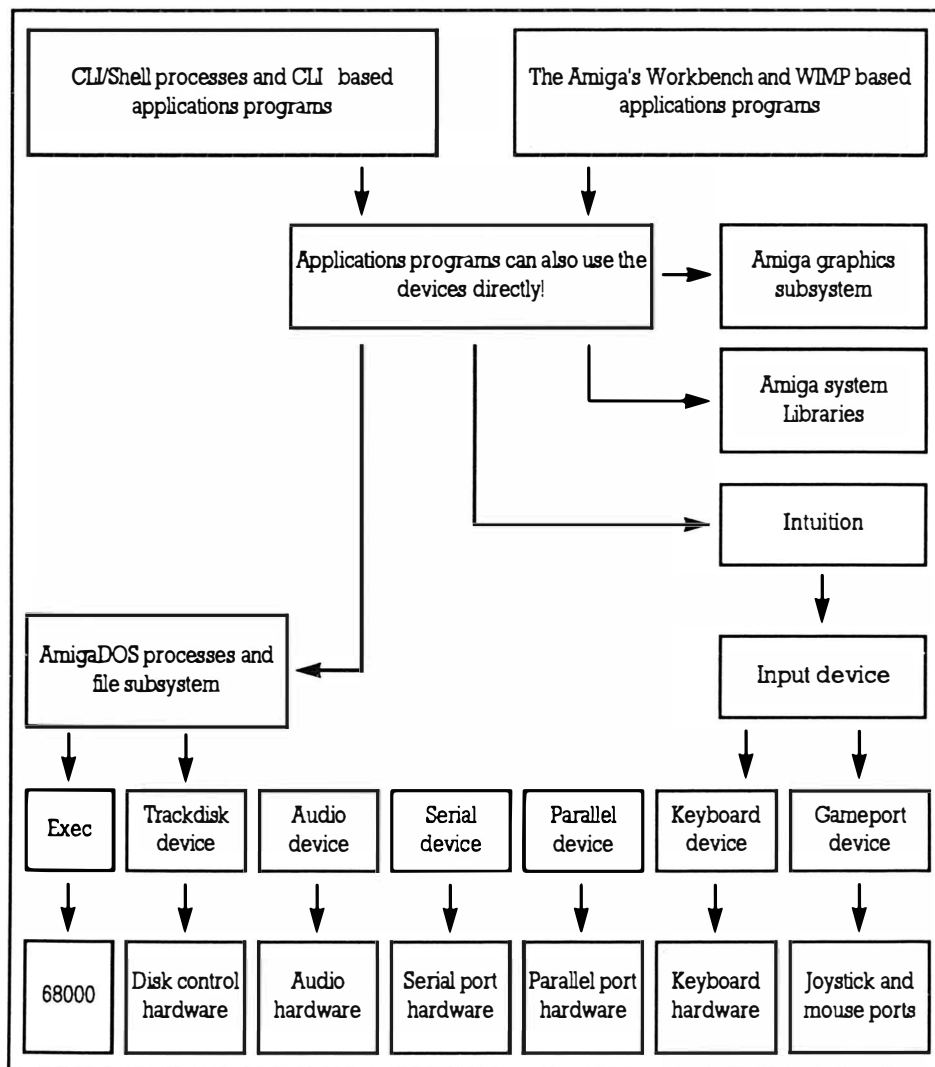 CLI/Shell processes and CLI based
applications programs
The Amiga's Workbench and WIMP based
applications programs
Applications programs can also use the
devices directly!
Amiga graphics
subsystem
Amiga system
Libraries
Intuition
AmigaDOS processes and
file subsystem
Input device
Exec
Trackdisk
device
Audio
device
Serial
device
Parallel
device
Keyboard
device
Gameport
device
68000
Disk control
hardware
Audio
hardware
Serial port
hardware
Parallel port
hardware
Keyboard
hardware
Joystick and
mouse ports